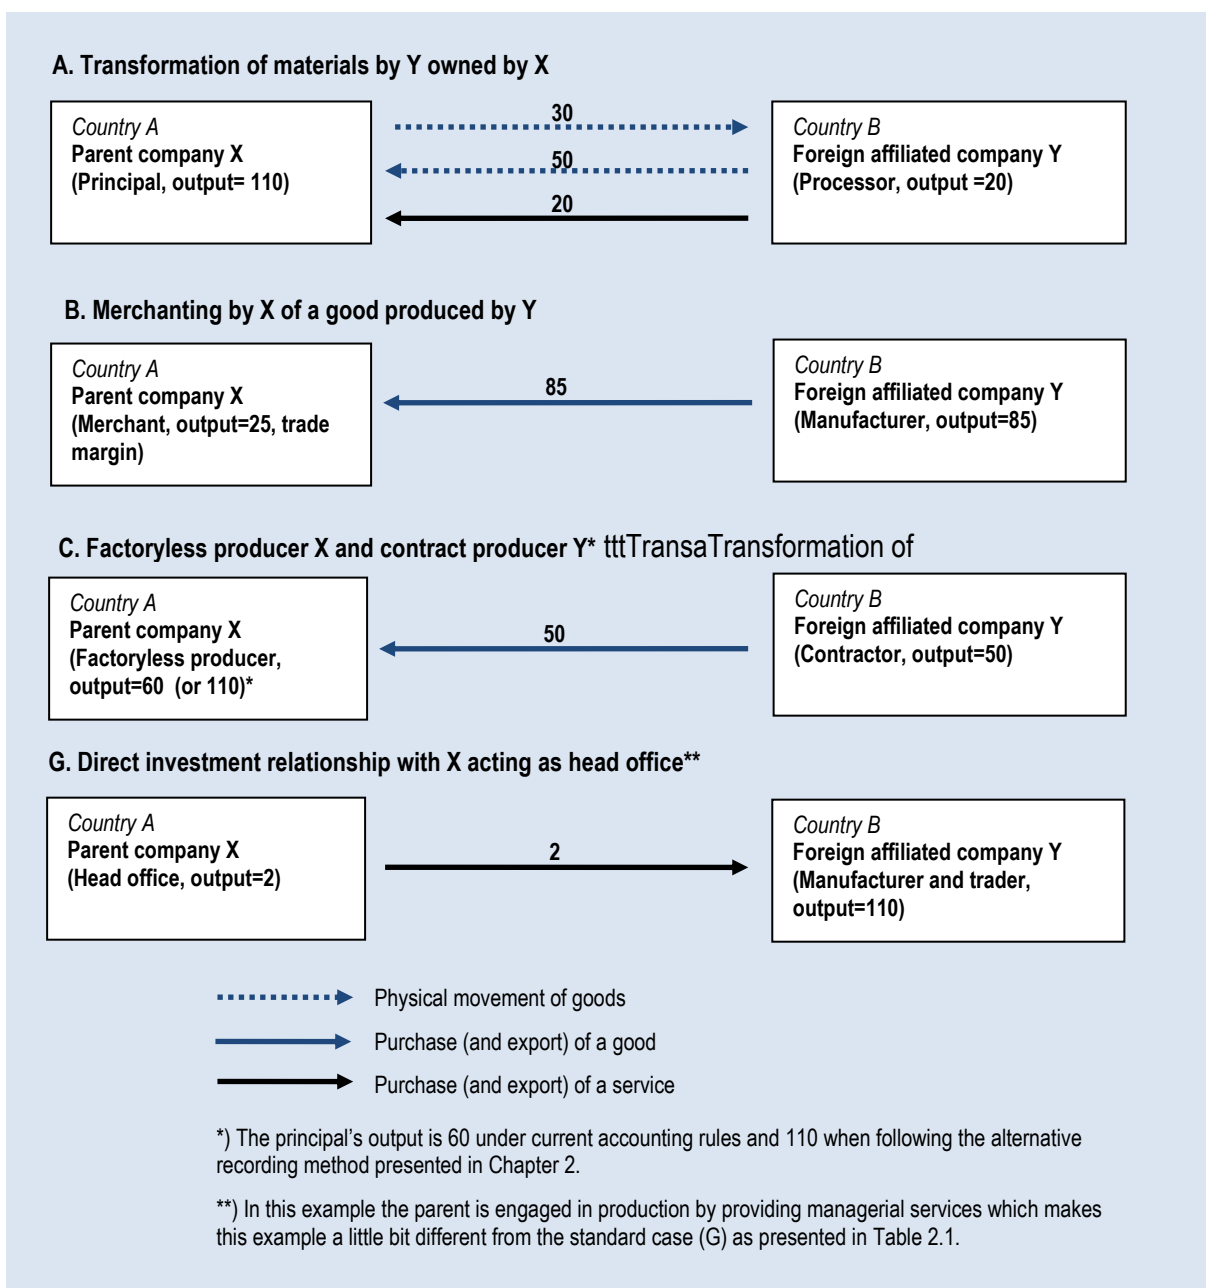 A. Transformation of materials by Y owned by X
Country A
Parent company X
(Principal, output= 110)
30
50
20
Country B
Foreign affiliated company Y
(Processor, output =20)
B. Merchanting by X of a good produced by Y
Country A
Parent company X
(Merchant, output=25, trade
margin)
85
Country B
Foreign affiliated company Y
(Manufacturer, output=85)
C. Factoryless producer X and contract producer Y* tttTransaTransformation of
Country A
Parent company X
(Factoryless producer,
output=60 (or 110)*
50
Country B
Foreign affiliated company Y
(Contractor, output=50)
G. Direct investment relationship with X acting as head office**
Country A
Parent company X
(Head office, output=2)
2
Country B
Foreign affiliated company Y
(Manufacturer and trader,
output=110)
Physical movement of goods
Purchase (and export) of a good
Purchase (and export) of a service
*) The principal's output is 60 under current accounting rules and 110 when following the alternative
recording method presented in Chapter 2.
**) In this example the parent is engaged in production by providing managerial services which makes
this example a little bit different from the standard case (G) as presented in Table 2.1.